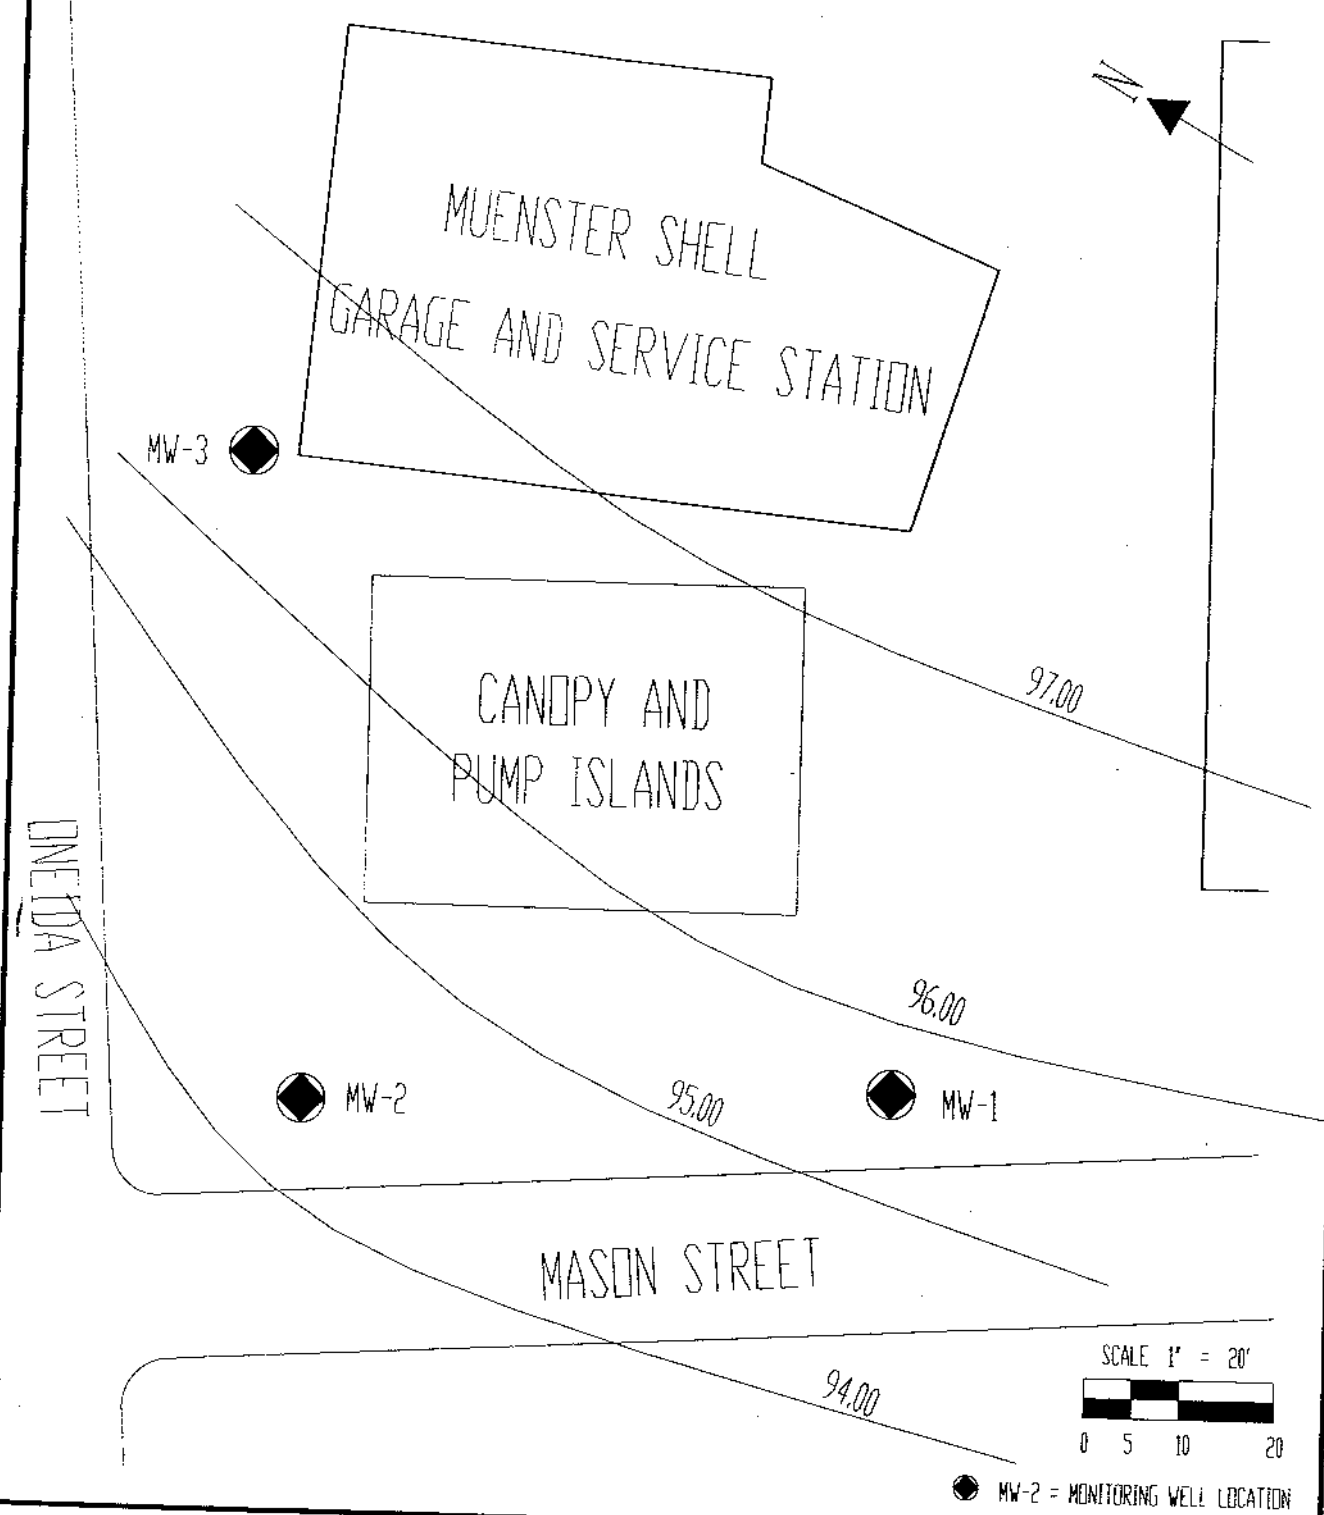 N
MUENSTER SHELL
GARAGE AND SERVICE STATION
MW-3
97.00
CANOPY AND
PUMP ISLANDS
ONEIDA STREET
96.00
95.00
MW-2
MW-1
MASON STREET
94.00
SCALE 1" = 20'
0 5 10 20
MW-2 = MONITORING WELL LOCATION